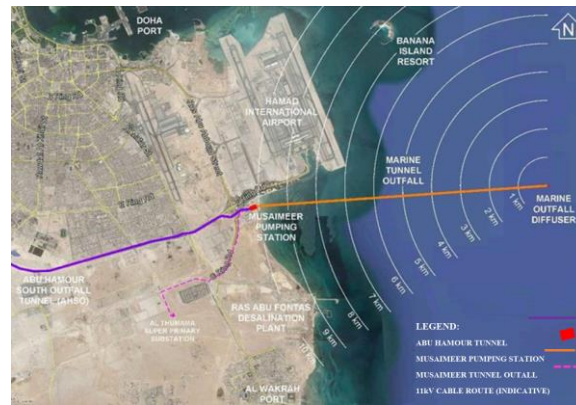 DOHA
PORT
BANANA
ISLAND
RESORT
N
HAMAD
INTERNATIONAL
AIRPORT
MARINE
TUNNEL
OUTFALL
MUSAIMEER
PUMPING
STATION
MARINE
OUTFALL
DIFFUSER
1 km
2 km
3 km
4 km
5 km
6 km
7 km
8 km
9 km
10 km
ABU HAMOUR
SOUTH OUTFALL
TUNNEL (AHSO)
AL THUMAMA
SUPER PRIMARY
SUBSTATION
RAS ABU FONTAS
DESALINATION
PLANT
AL WAKRAH
PORT
LEGEND:
ABU HAMOUR TUNNEL
MUSAIMEER PUMPING STATION
MUSAIMEER TUNNEL OUTALL
11kV CABLE ROUTE (INDICATIVE)